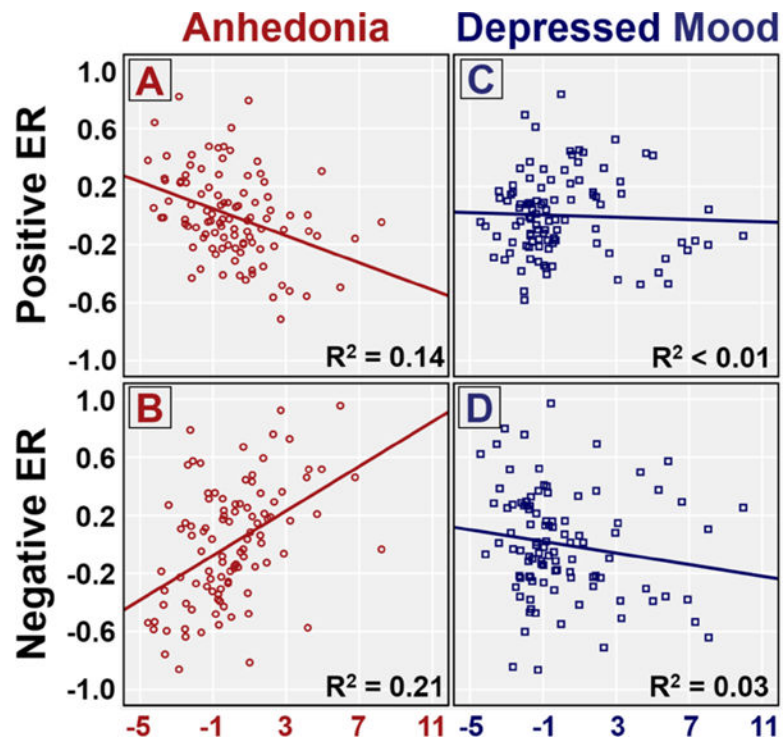 Anhedonia Depressed Mood
Positive ER
1.0
0.6
0.2
-0.2
-0.6
-1.0
A
R² = 0.14
C
R² < 0.01
Negative ER
1.0
0.6
0.2
-0.2
-0.6
-1.0
B
R² = 0.21
D
R² = 0.03
-5 -1 3 7 11 -5 -1 3 7 11